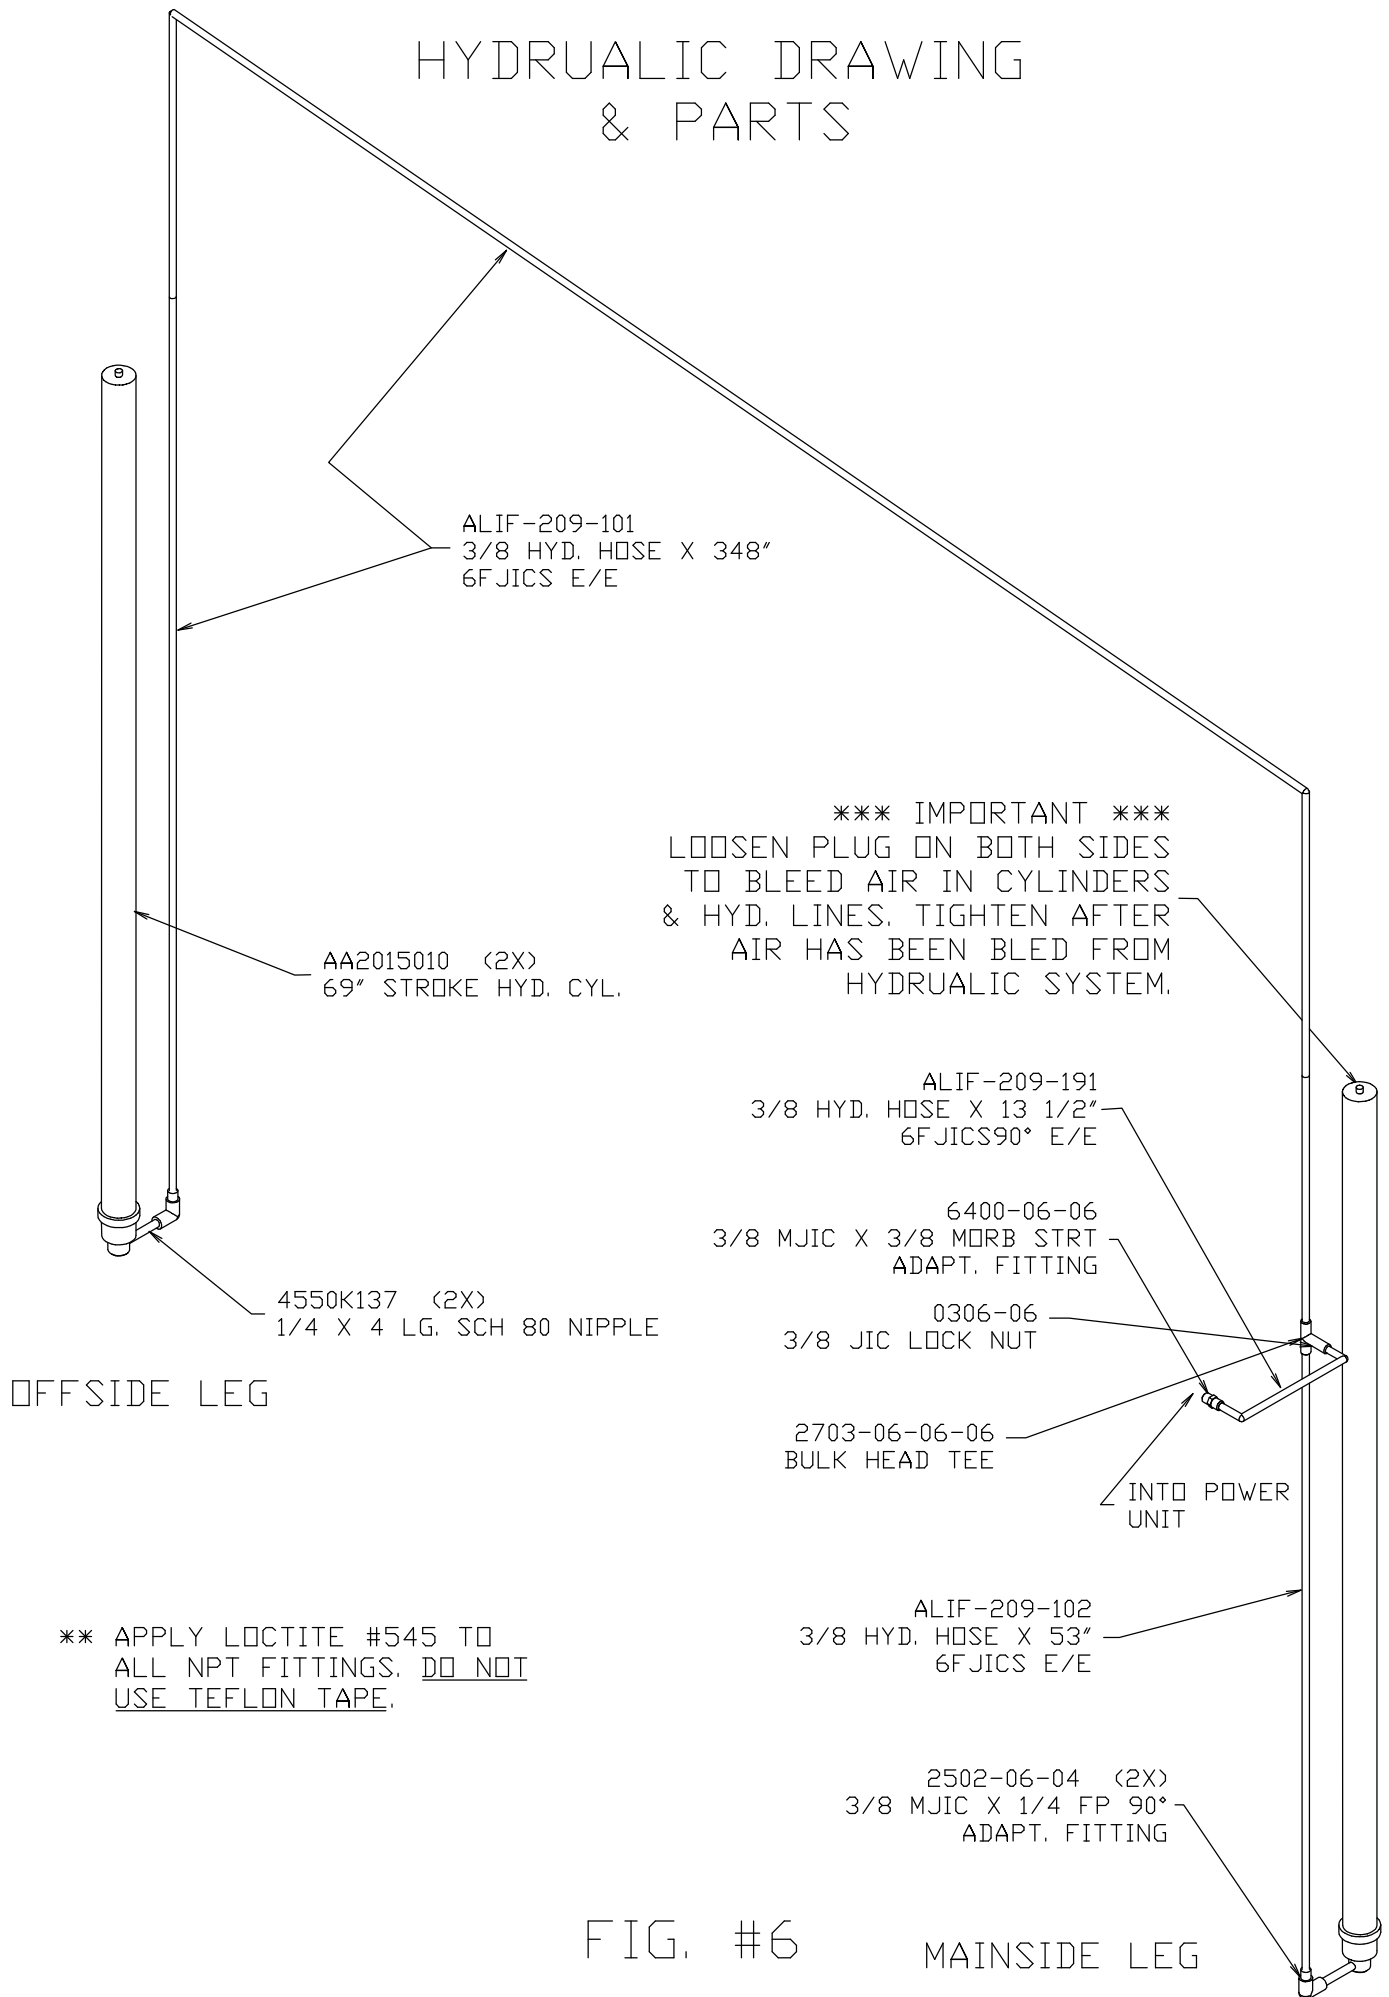 HYDRUALIC DRAWING
& PARTS
ALIF-209-101
3/8 HYD. HOSE X 348"
6FJICS E/E
*** IMPORTANT ***
LOOSEN PLUG ON BOTH SIDES
TO BLEED AIR IN CYLINDERS
& HYD. LINES. TIGHTEN AFTER
AIR HAS BEEN BLED FROM
HYDRUALIC SYSTEM.
AA2015010 (2X)
69" STROKE HYD. CYL.
ALIF-209-191
3/8 HYD. HOSE X 13 1/2"
6FJICS90° E/E
6400-06-06
3/8 MJIC X 3/8 MORB STRT
ADAPT. FITTING
4550K137 (2X)
1/4 X 4 LG. SCH 80 NIPPLE
0306-06
3/8 JIC LOCK NUT
OFFSIDE LEG
2703-06-06-06
BULK HEAD TEE
INTO POWER
UNIT
ALIF-209-102
3/8 HYD. HOSE X 53"
6FJICS E/E
** APPLY LOCTITE #545 TO
ALL NPT FITTINGS. DO NOT
USE TEFLON TAPE.
2502-06-04 (2X)
3/8 MJIC X 1/4 FP 90°
ADAPT. FITTING
FIG. #6
MAINSIDE LEG